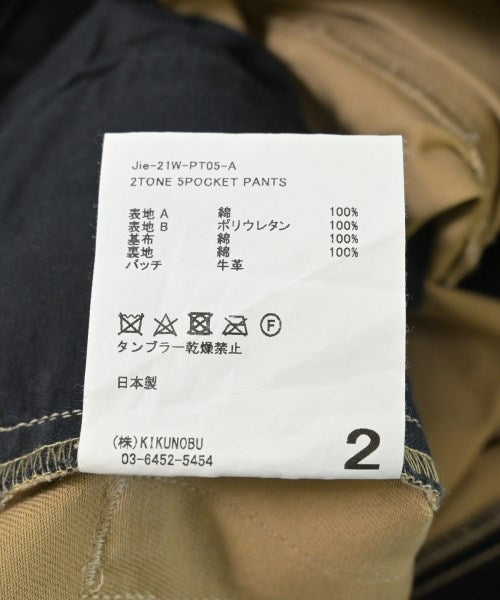 Jie-21W-PT05-A
2TONE 5POCKET PANTS
表地 A 綿 100%
表地 B ポリウレタン 100%
基布 綿 100%
裏地 綿 100%
パッチ 牛革
F
タンブラー乾燥禁止
日本製
(株) KIKUNOBU
03-6452-5454
2